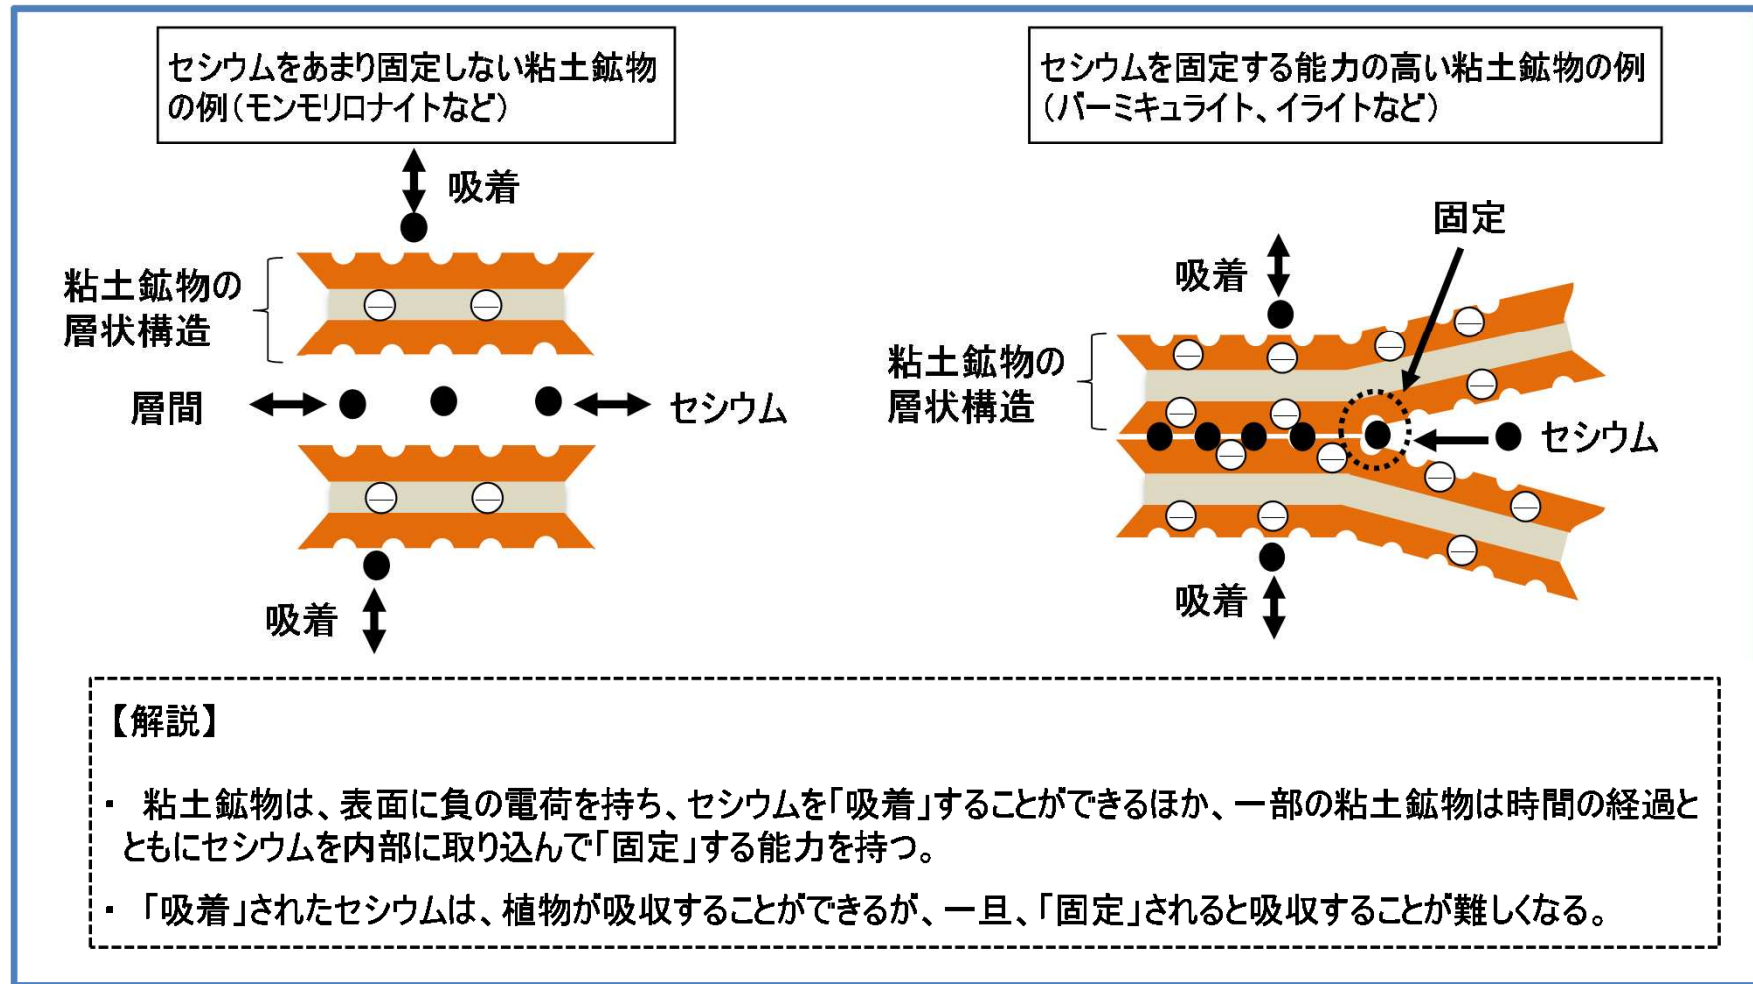 セシウムをあまり固定しない粘土鉱物
の例（モンモリロナイトなど）
吸着
粘土鉱物の
層状構造
層間
セシウム
吸着
セシウムを固定する能力の高い粘土鉱物の例
（バーミキュライト、イライトなど）
固定
吸着
粘土鉱物の
層状構造
セシウム
吸着
【解説】
・ 粘土鉱物は、表面に負の電荷を持ち、セシウムを「吸着」することができるほか、一部の粘土鉱物は時間の経過と
ともにセシウムを内部に取り込んで「固定」する能力を持つ。
・ 「吸着」されたセシウムは、植物が吸収することができるが、一旦、「固定」されると吸収することが難しくなる。